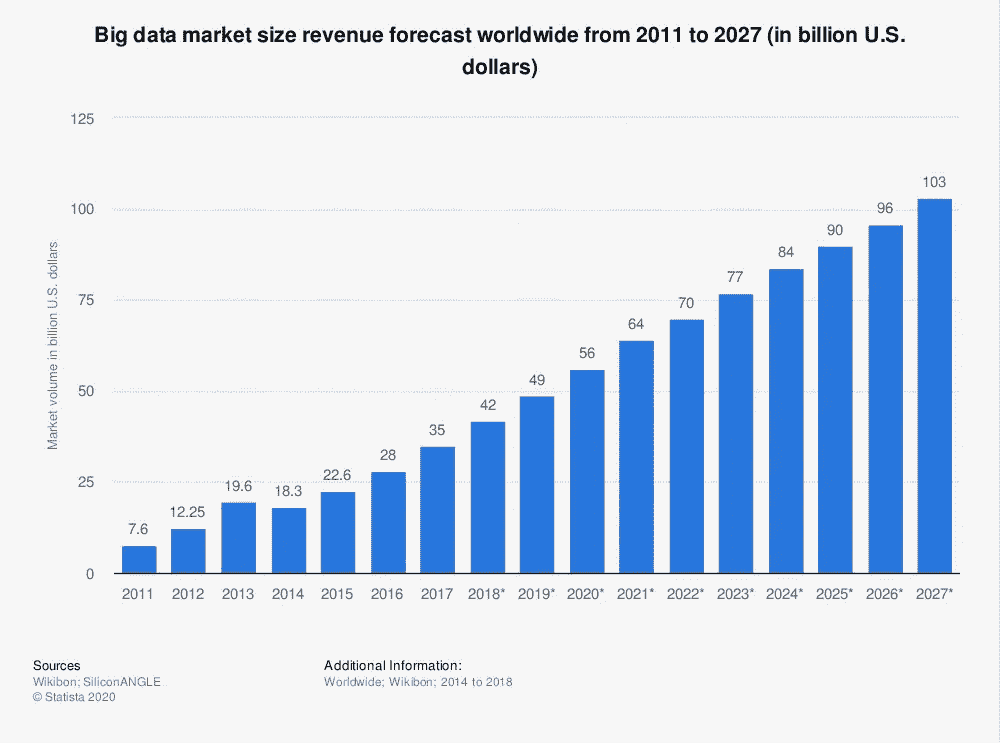 Big data market size revenue forecast worldwide from 2011 to 2027 (in billion U.S.
dollars)
Market volume in billion U.S. dollars
125
100
75
50
25
0
7.6
12.25
19.6
18.3
22.6
28
35
42
49
56
64
70
77
84
90
96
103
2011 2012 2013 2014 2015 2016 2017 2018* 2019* 2020* 2021* 2022* 2023* 2024* 2025* 2026* 2027*
Sources
Wikibon; SiliconANGLE
© Statista 2020
Additional Information:
Worldwide; Wikibon; 2014 to 2018